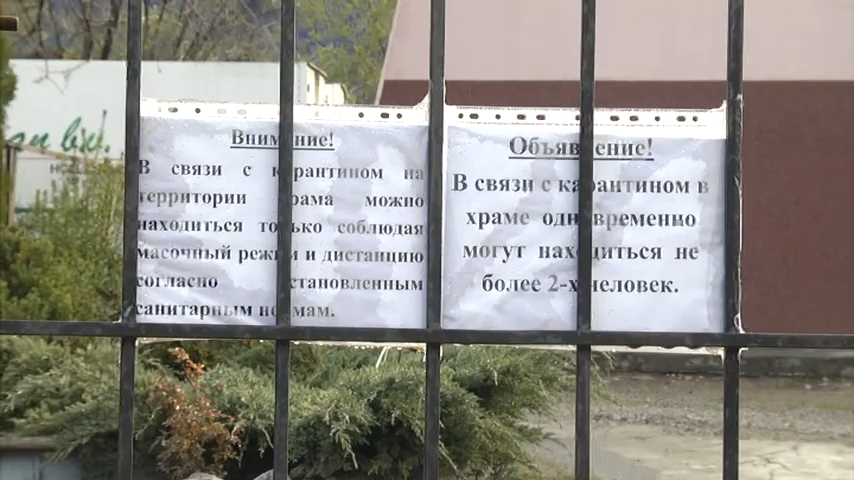 Внимание!
В связи с карантином на
территории храма можно
находиться только соблюдая
масочный режим и дистанцию
согласно установленным
санитарным нормам.
Объявление!
В связи с карантином в
храме одновременно
могут находиться не
более 2-х человек.